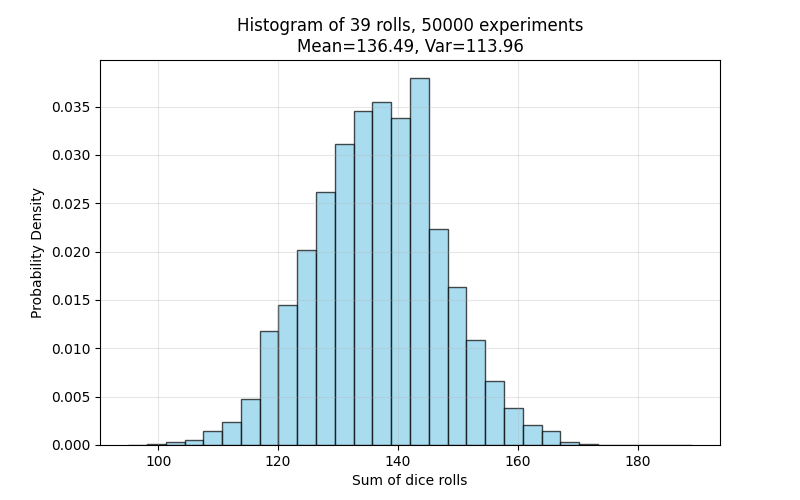 Histogram of 39 rolls, 50000 experiments
Mean=136.49, Var=113.96
Probability Density
0.035
0.030
0.025
0.020
0.015
0.010
0.005
0.000
100 120 140 160 180
Sum of dice rolls